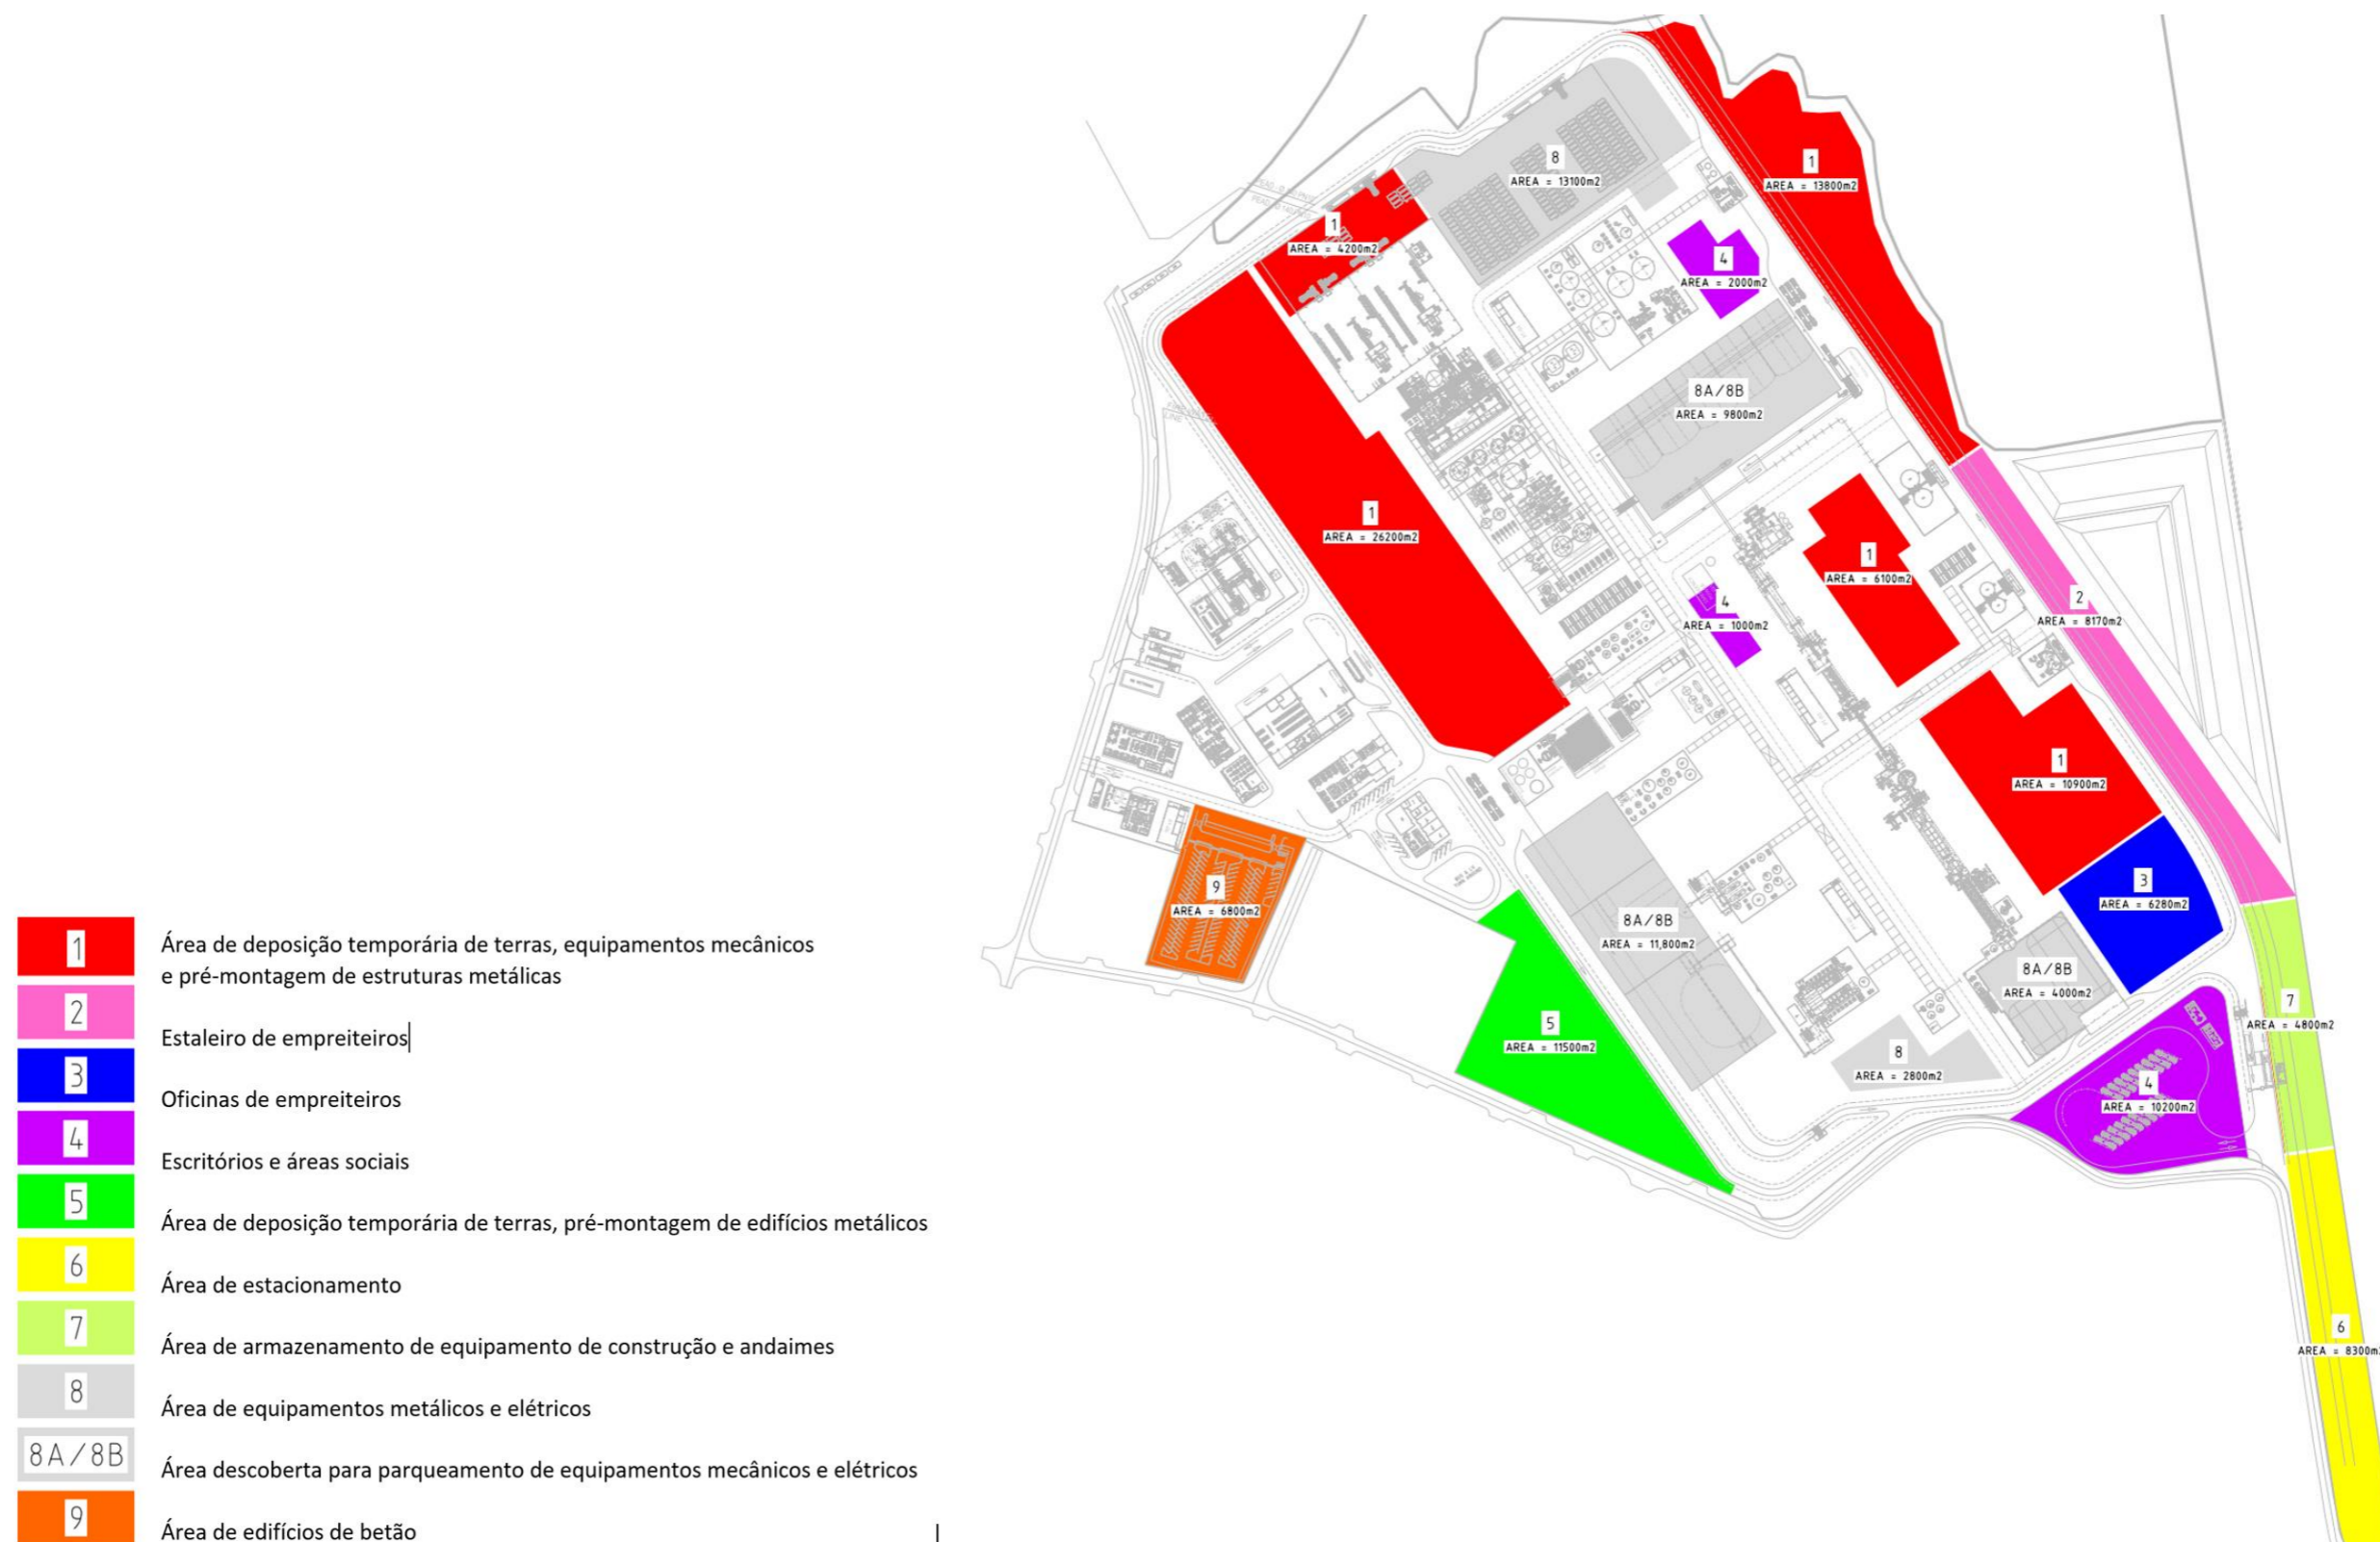 1
Área de deposição temporária de terras, equipamentos mecânicos
e pré-montagem de estruturas metálicas
2
Estaleiro de empreiteiros
3
Oficinas de empreiteiros
4
Escritórios e áreas sociais
5
Área de deposição temporária de terras, pré-montagem de edifícios metálicos
6
Área de estacionamento
7
Área de armazenamento de equipamento de construção e andaimes
8
Área de equipamentos metálicos e elétricos
8A/8B
Área descoberta para parqueamento de equipamentos mecânicos e elétricos
9
Área de edifícios de betão
8
AREA = 13100m2
1
AREA = 13800m2
1
AREA = 4200m2
4
AREA = 2000m2
8A/8B
AREA = 9800m2
1
AREA = 26200m2
1
AREA = 6100m2
4
AREA = 1000m2
2
AREA = 8170m2
1
AREA = 10900m2
9
AREA = 6800m2
3
AREA = 6280m2
8A/8B
AREA = 11,800m2
8A/8B
AREA = 4000m2
7
AREA = 4800m2
5
AREA = 11500m2
8
AREA = 2800m2
4
AREA = 10200m2
6
AREA = 8300m